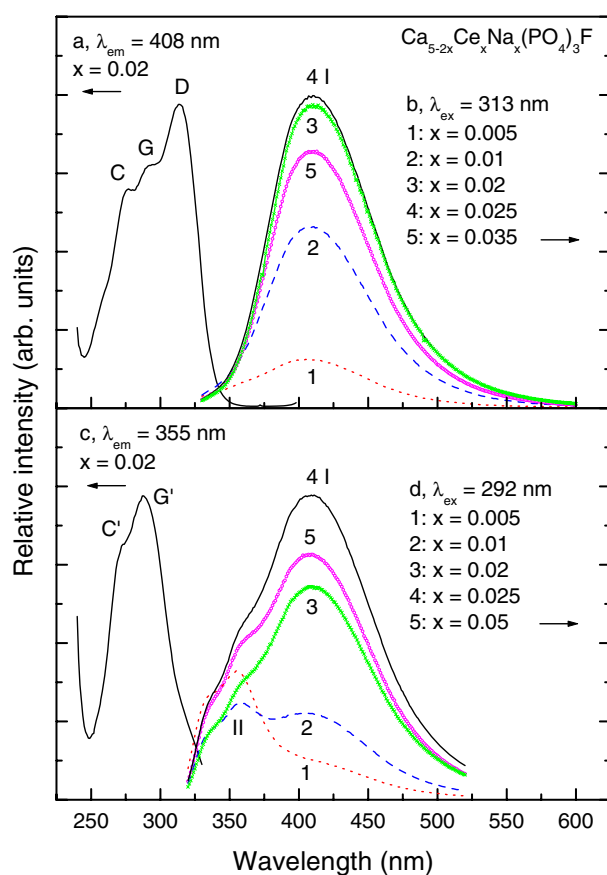 a, λem = 408 nm
x = 0.02
Ca5-2xCexNax(PO4)3F
D
G
C
4 I
3
5
2
1
b, λex = 313 nm
1: x = 0.005
2: x = 0.01
3: x = 0.02
4: x = 0.025
5: x = 0.035
c, λem = 355 nm
x = 0.02
G'
C'
4 I
5
3
II
2
1
d, λex = 292 nm
1: x = 0.005
2: x = 0.01
3: x = 0.02
4: x = 0.025
5: x = 0.05
Relative intensity (arb. units)
250 300 350 400 450 500 550 600
Wavelength (nm)